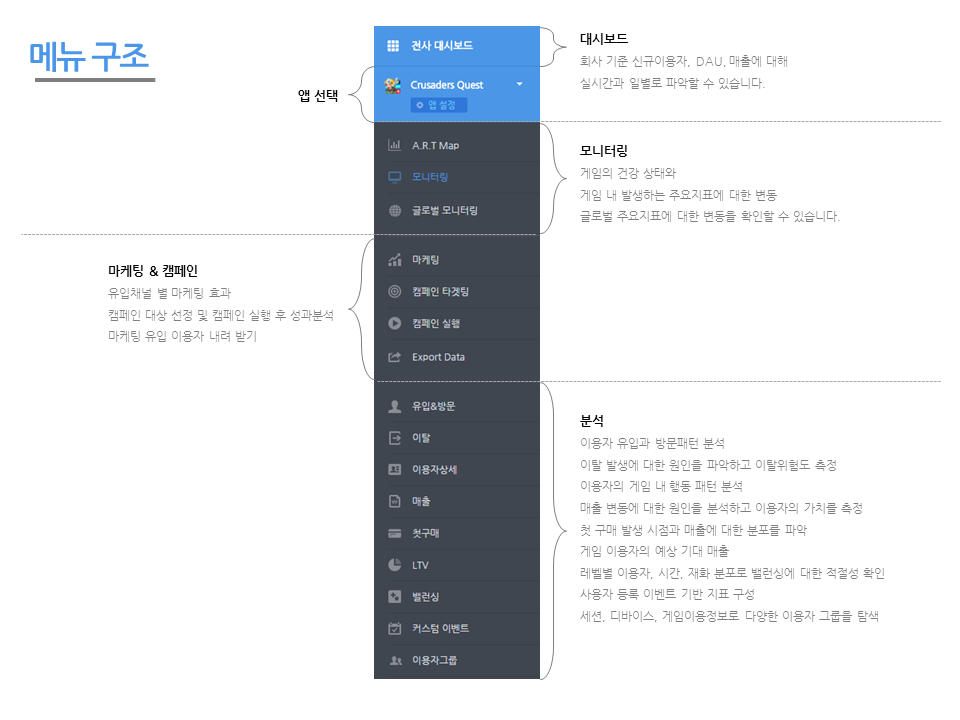 메뉴 구조
전사 대시보드
대시보드
회사 기준 신규이용자, DAU, 매출에 대해
실시간과 일별로 파악할 수 있습니다.
앱 선택
Crusaders Quest
앱 설정
A.R.T Map
모니터링
글로벌 모니터링
모니터링
게임의 건강 상태와
게임 내 발생하는 주요지표에 대한 변동
글로벌 주요지표에 대한 변동를 확인할 수 있습니다.
마케팅 & 캠페인
유입채널 별 마케팅 효과
캠페인 대상 선정 및 캠페인 실행 후 성과분석
마케팅 유입 이용자 내려 받기
마케팅
캠페인 타겟팅
캠페인 실행
Export Data
유입&방문
이탈
이용자상세
매출
첫구매
LTV
밸런싱
커스텀 이벤트
이용자그룹
분석
이용자 유입과 방문패턴 분석
이탈 발생에 대한 원인을 파악하고 이탈위험도 측정
이용자의 게임 내 행동 패턴 분석
매출 변동에 대한 원인을 분석하고 이용자의 가치를 측정
첫 구매 발생 시점과 매출에 대한 분포를 파악
게임 이용자의 예상 기대 매출
레벨별 이용자, 시간, 재화 분포로 밸런싱에 대한 적절성 확인
사용자 등록 이벤트 기반 지표 구성
세션, 디바이스, 게임이용정보로 다양한 이용자 그룹을 탐색